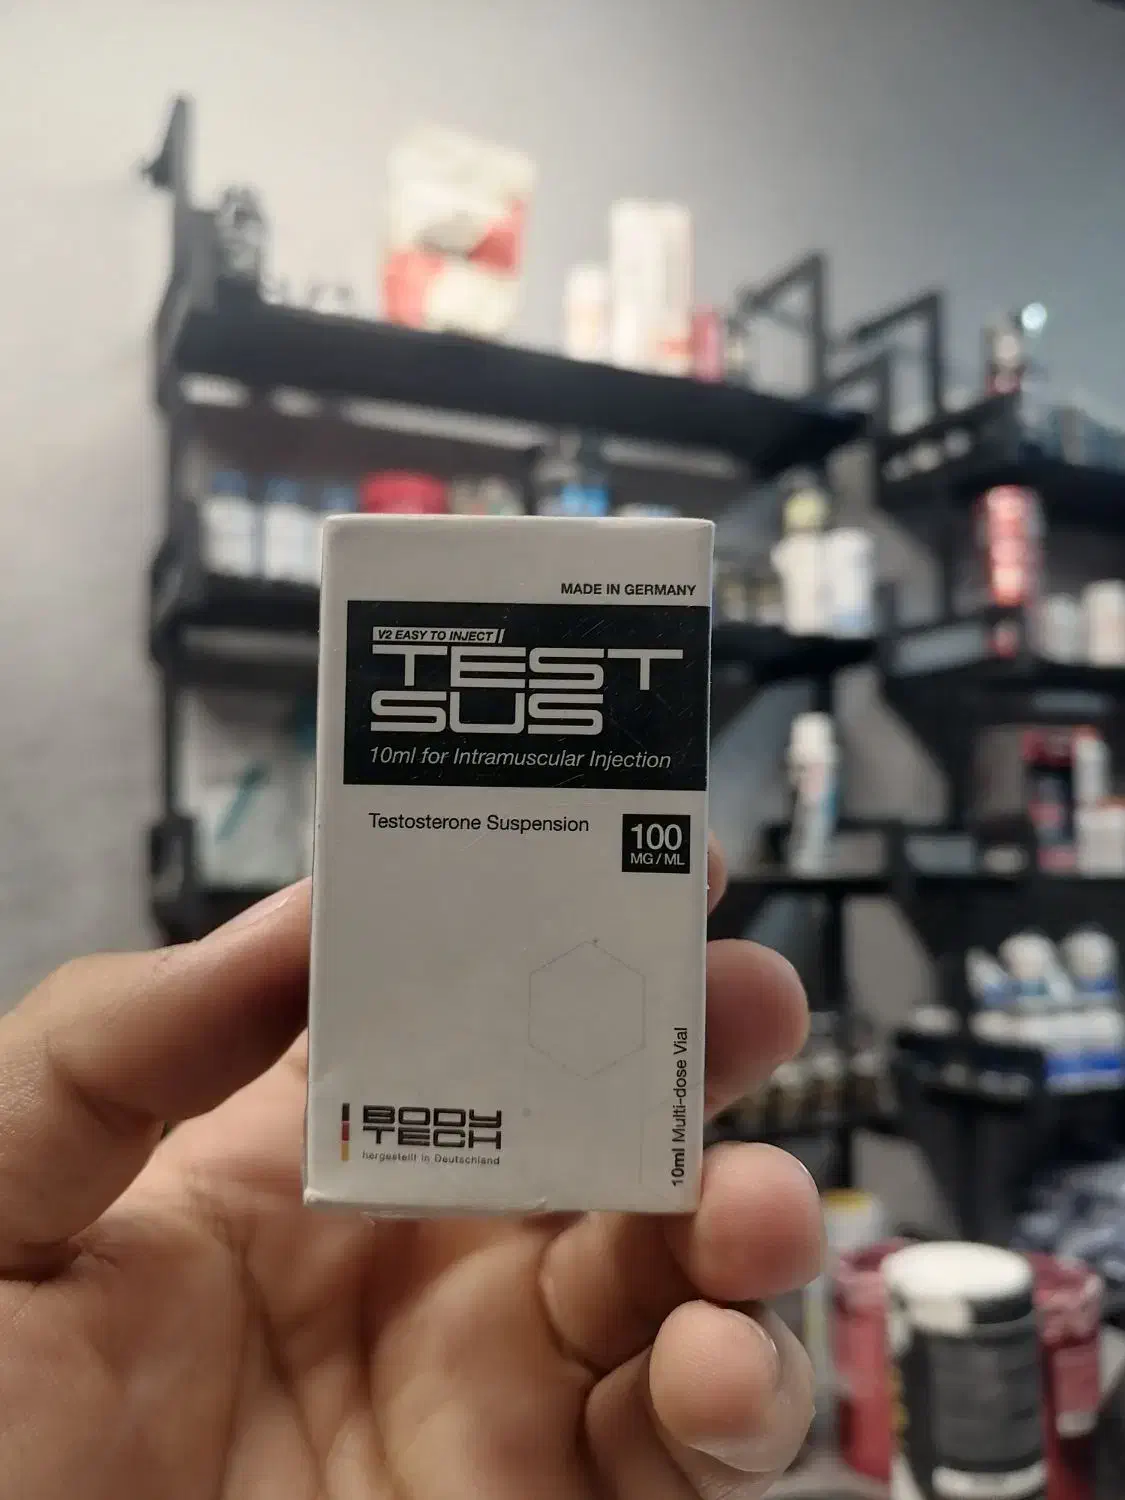 MADE IN GERMANY
V2 EASY TO INJECT
TEST
SUS
10ml for Intramuscular Injection
Testosterone Suspension
100
MG / ML
10ml Multi-dose Vial
BODY
TECH
hergestellt in Deutschland